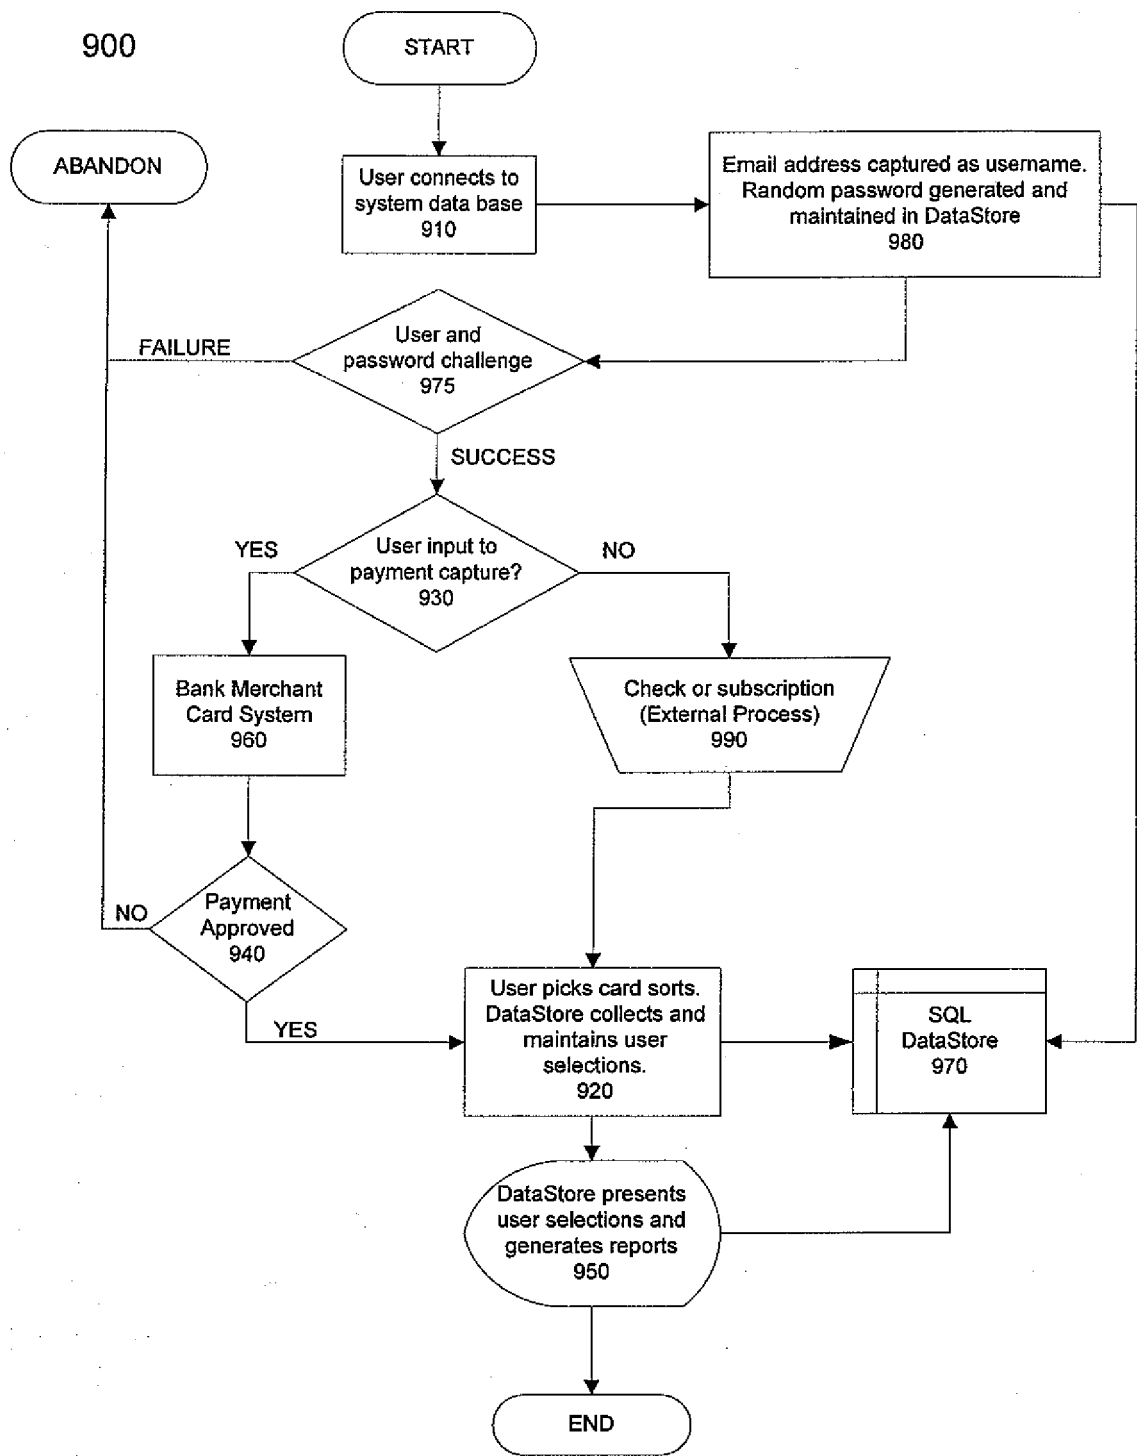 900
START
ABANDON
User connects to
system data base
910
Email address captured as username.
Random password generated and
maintained in DataStore
980
User and
password challenge
975
FAILURE
SUCCESS
User input to
payment capture?
930
YES
NO
Bank Merchant
Card System
960
Check or subscription
(External Process)
990
Payment
Approved
940
NO
YES
User picks card sorts.
DataStore collects and
maintains user
selections.
920
SQL
DataStore
970
DataStore presents
user selections and
generates reports
950
END